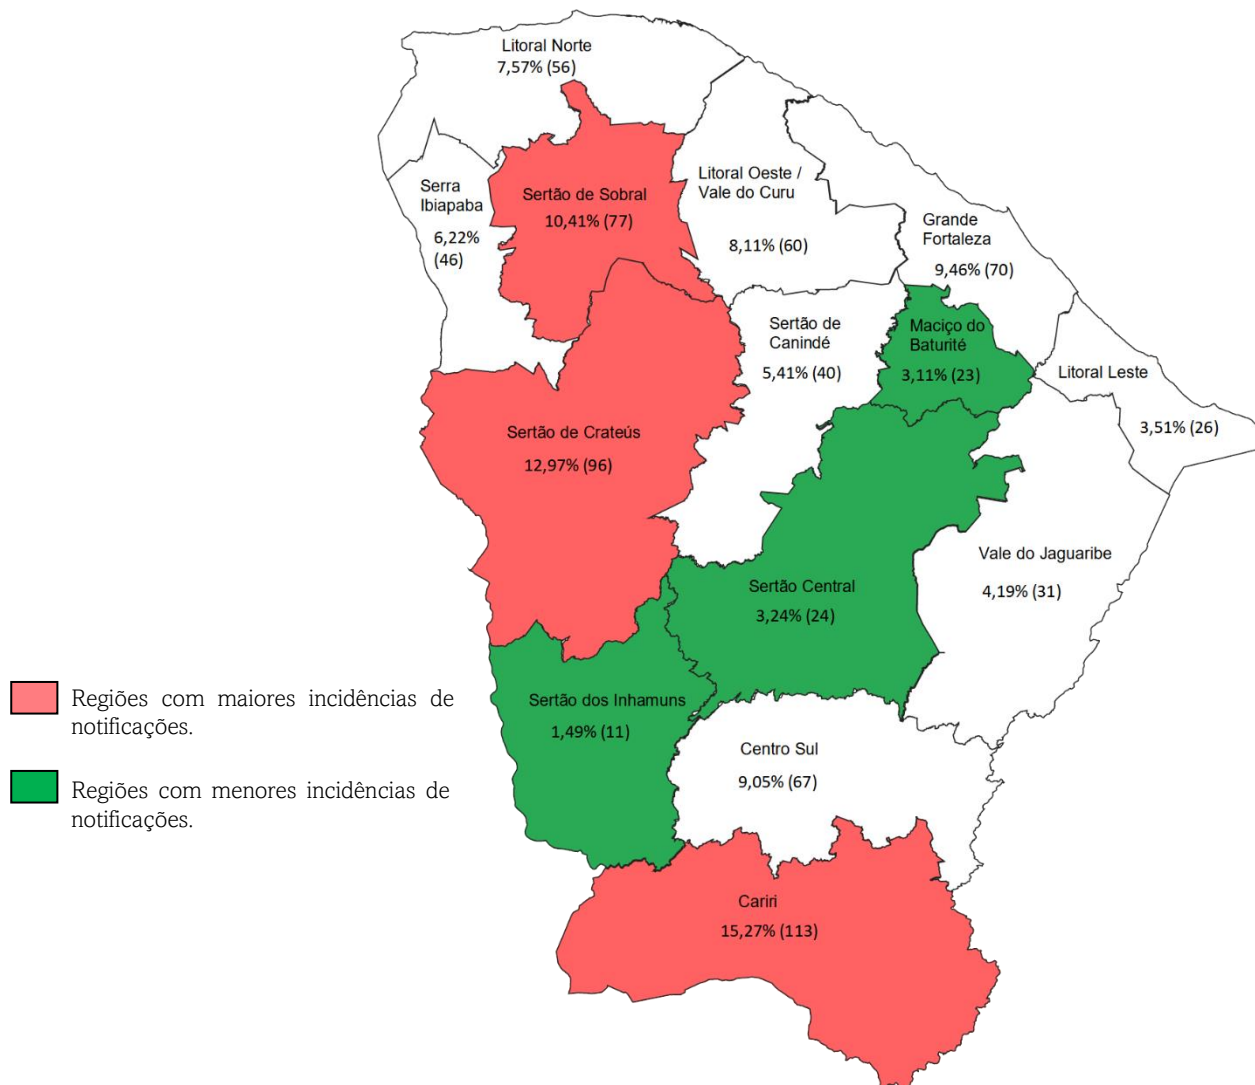 Litoral Norte
7,57% (56)
Serra
Ibiapaba
6,22%
(46)
Sertão de Sobral
10,41% (77)
Litoral Oeste /
Vale do Curu
8,11% (60)
Grande
Fortaleza
9,46% (70)
Sertão de
Canindé
5,41% (40)
Maciço do
Baturité
3,11% (23)
Litoral Leste
3,51% (26)
Sertão de Crateús
12,97% (96)
Vale do Jaguaribe
4,19% (31)
Sertão Central
3,24% (24)
Sertão dos Inhamuns
1,49% (11)
Centro Sul
9,05% (67)
Cariri
15,27% (113)
Regiões com maiores incidências de
notificações.
Regiões com menores incidências de
notificações.